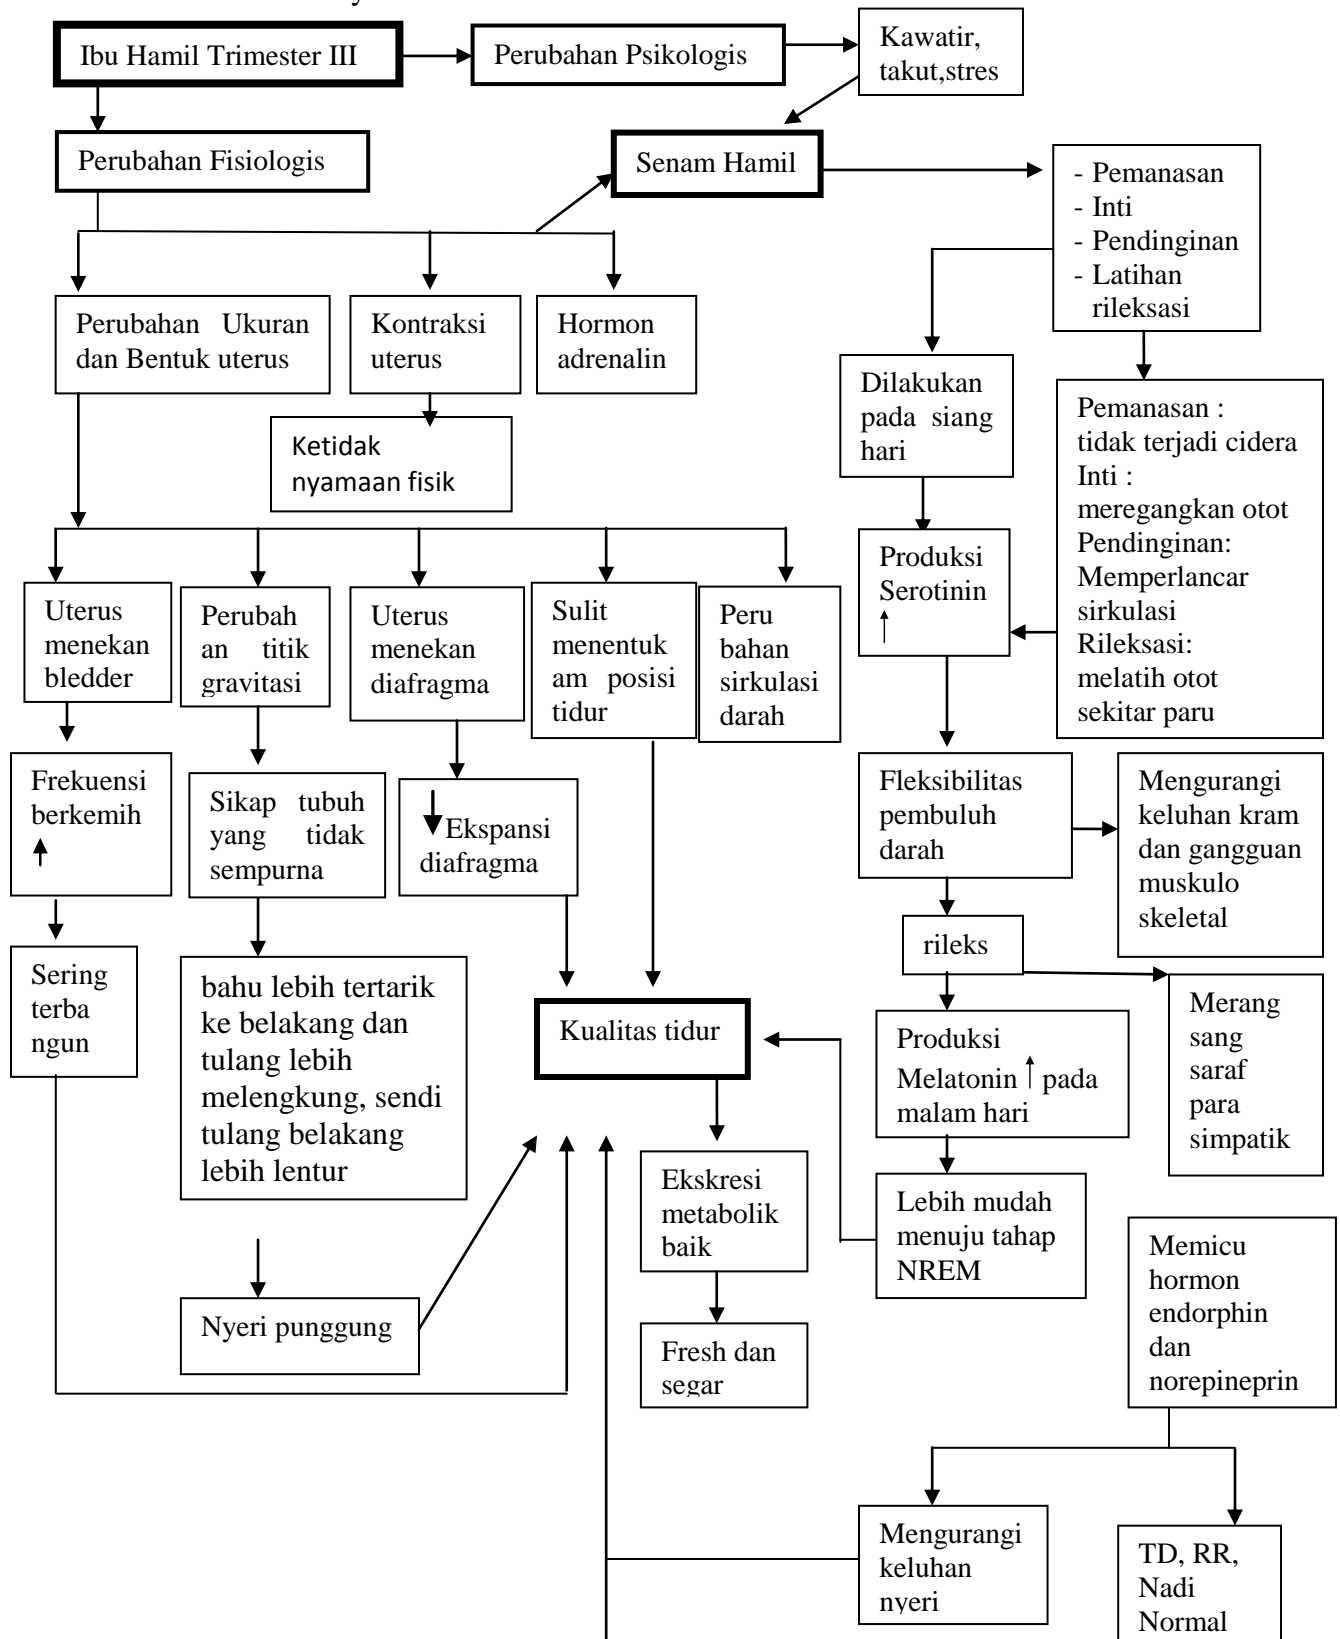 Ibu Hamil Trimester III
Perubahan Psikologis
Kawatir,
takut,stres
Perubahan Fisiologis
Senam Hamil
- Pemanasan
- Inti
- Pendinginan
- Latihan
rileksasi
Perubahan Ukuran
dan Bentuk uterus
Kontraksi
uterus
Hormon
adrenalin
Dilakukan
pada siang
hari
Pemanasan :
tidak terjadi cidera
Inti :
meregangkan otot
Pendinginan:
Memperlancar
sirkulasi
Rileksasi:
melatih otot
sekitar paru
Ketidak
nyamaan fisik
Produksi
Serotinin
↑
Uterus
menekan
bledder
Perubah
an titik
gravitasi
Uterus
menekan
diafragma
Sulit
menentuk
am posisi
tidur
Peru
bahan
sirkulasi
darah
Frekuensi
berkemih
↑
Sikap tubuh
yang tidak
sempurna
↓ Ekspansi
diafragma
Fleksibilitas
pembuluh
darah
Mengurangi
keluhan kram
dan gangguan
muskulo
skeletal
rileks
Sering
terba
ngun
bahu lebih tertarik
ke belakang dan
tulang lebih
melengkung, sendi
tulang belakang
lebih lentur
Kualitas tidur
Produksi
Melatonin ↑ pada
malam hari
Merang
sang
saraf
para
simpatik
Ekskresi
metabolik
baik
Lebih mudah
menuju tahap
NREM
Memicu
hormon
endorphin
dan
norepineprin
Nyeri punggung
Fresh dan
segar
Mengurangi
keluhan
nyeri
TD, RR,
Nadi
Normal